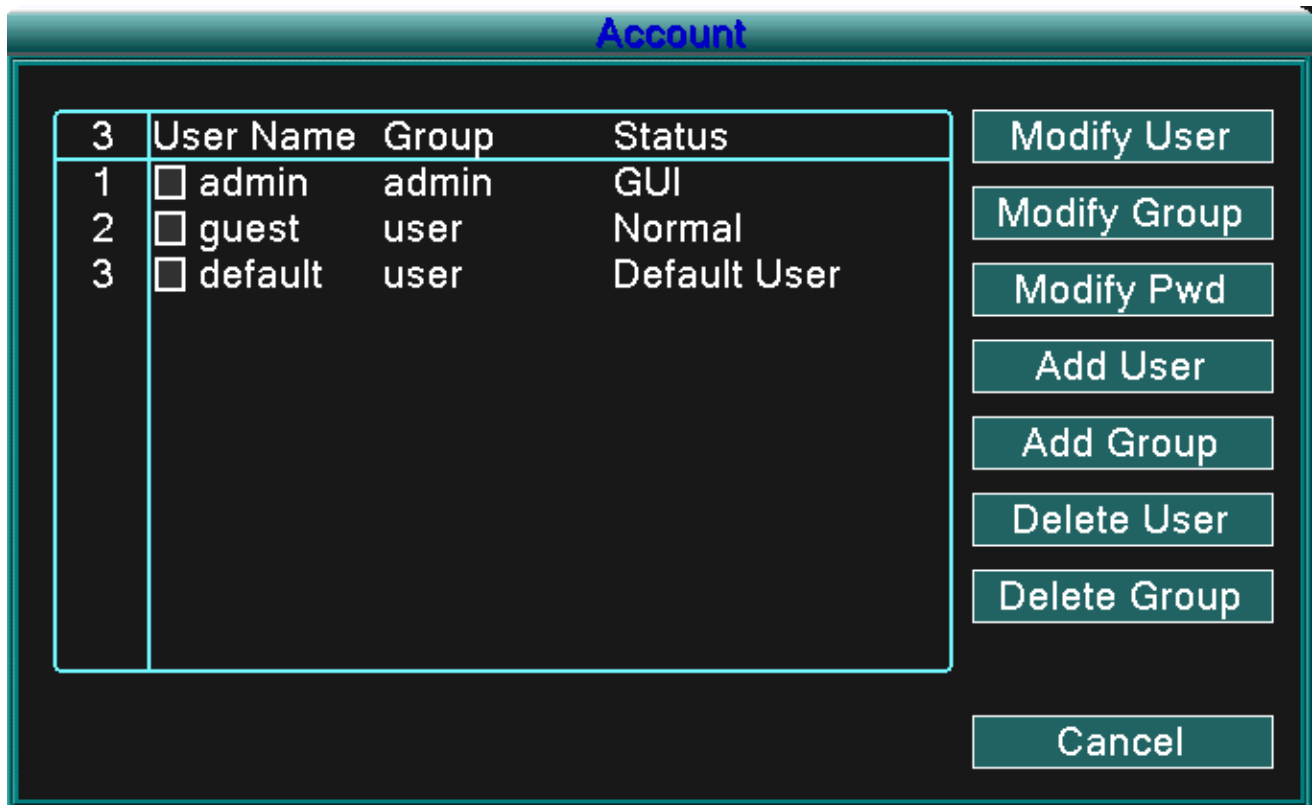 Account
3 User Name Group Status
1 admin admin GUI
2 guest user Normal
3 default user Default User
Modify User
Modify Group
Modify Pwd
Add User
Add Group
Delete User
Delete Group
Cancel